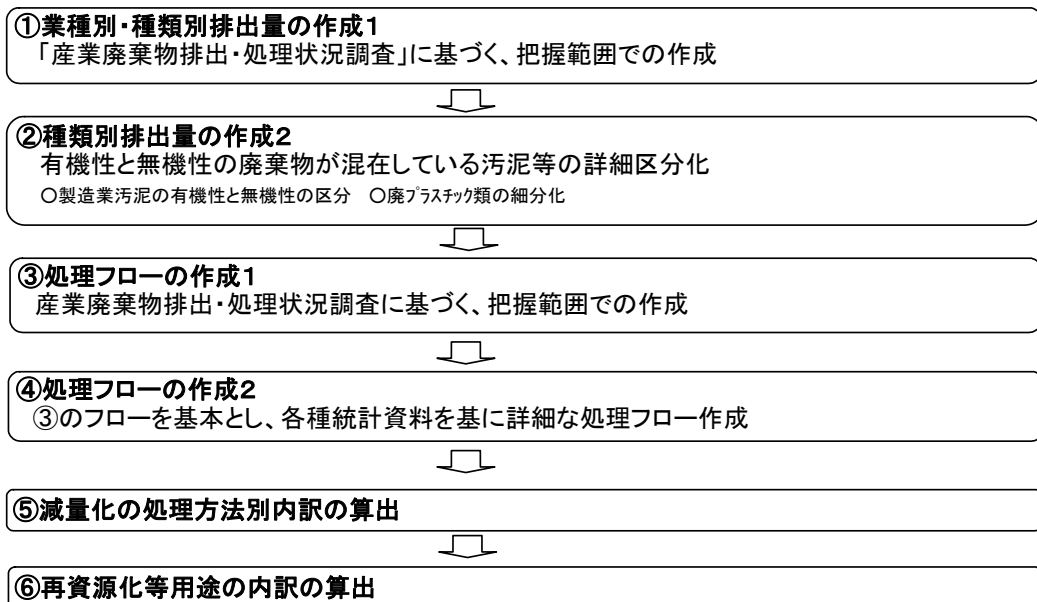 ①業種別・種類別排出量の作成1
「産業廃棄物排出・処理状況調査」に基づく、把握範囲での作成
②種類別排出量の作成2
有機性と無機性の廃棄物が混在している汚泥等の詳細区分化
○製造業汚泥の有機性と無機性の区分　○廃ﾌﾟﾗｽﾁｯｸ類の細分化
③処理フローの作成1
産業廃棄物排出・処理状況調査に基づく、把握範囲での作成
④処理フローの作成2
③のフローを基本とし、各種統計資料を基に詳細な処理フロー作成
⑤減量化の処理方法別内訳の算出
⑥再資源化等用途の内訳の算出